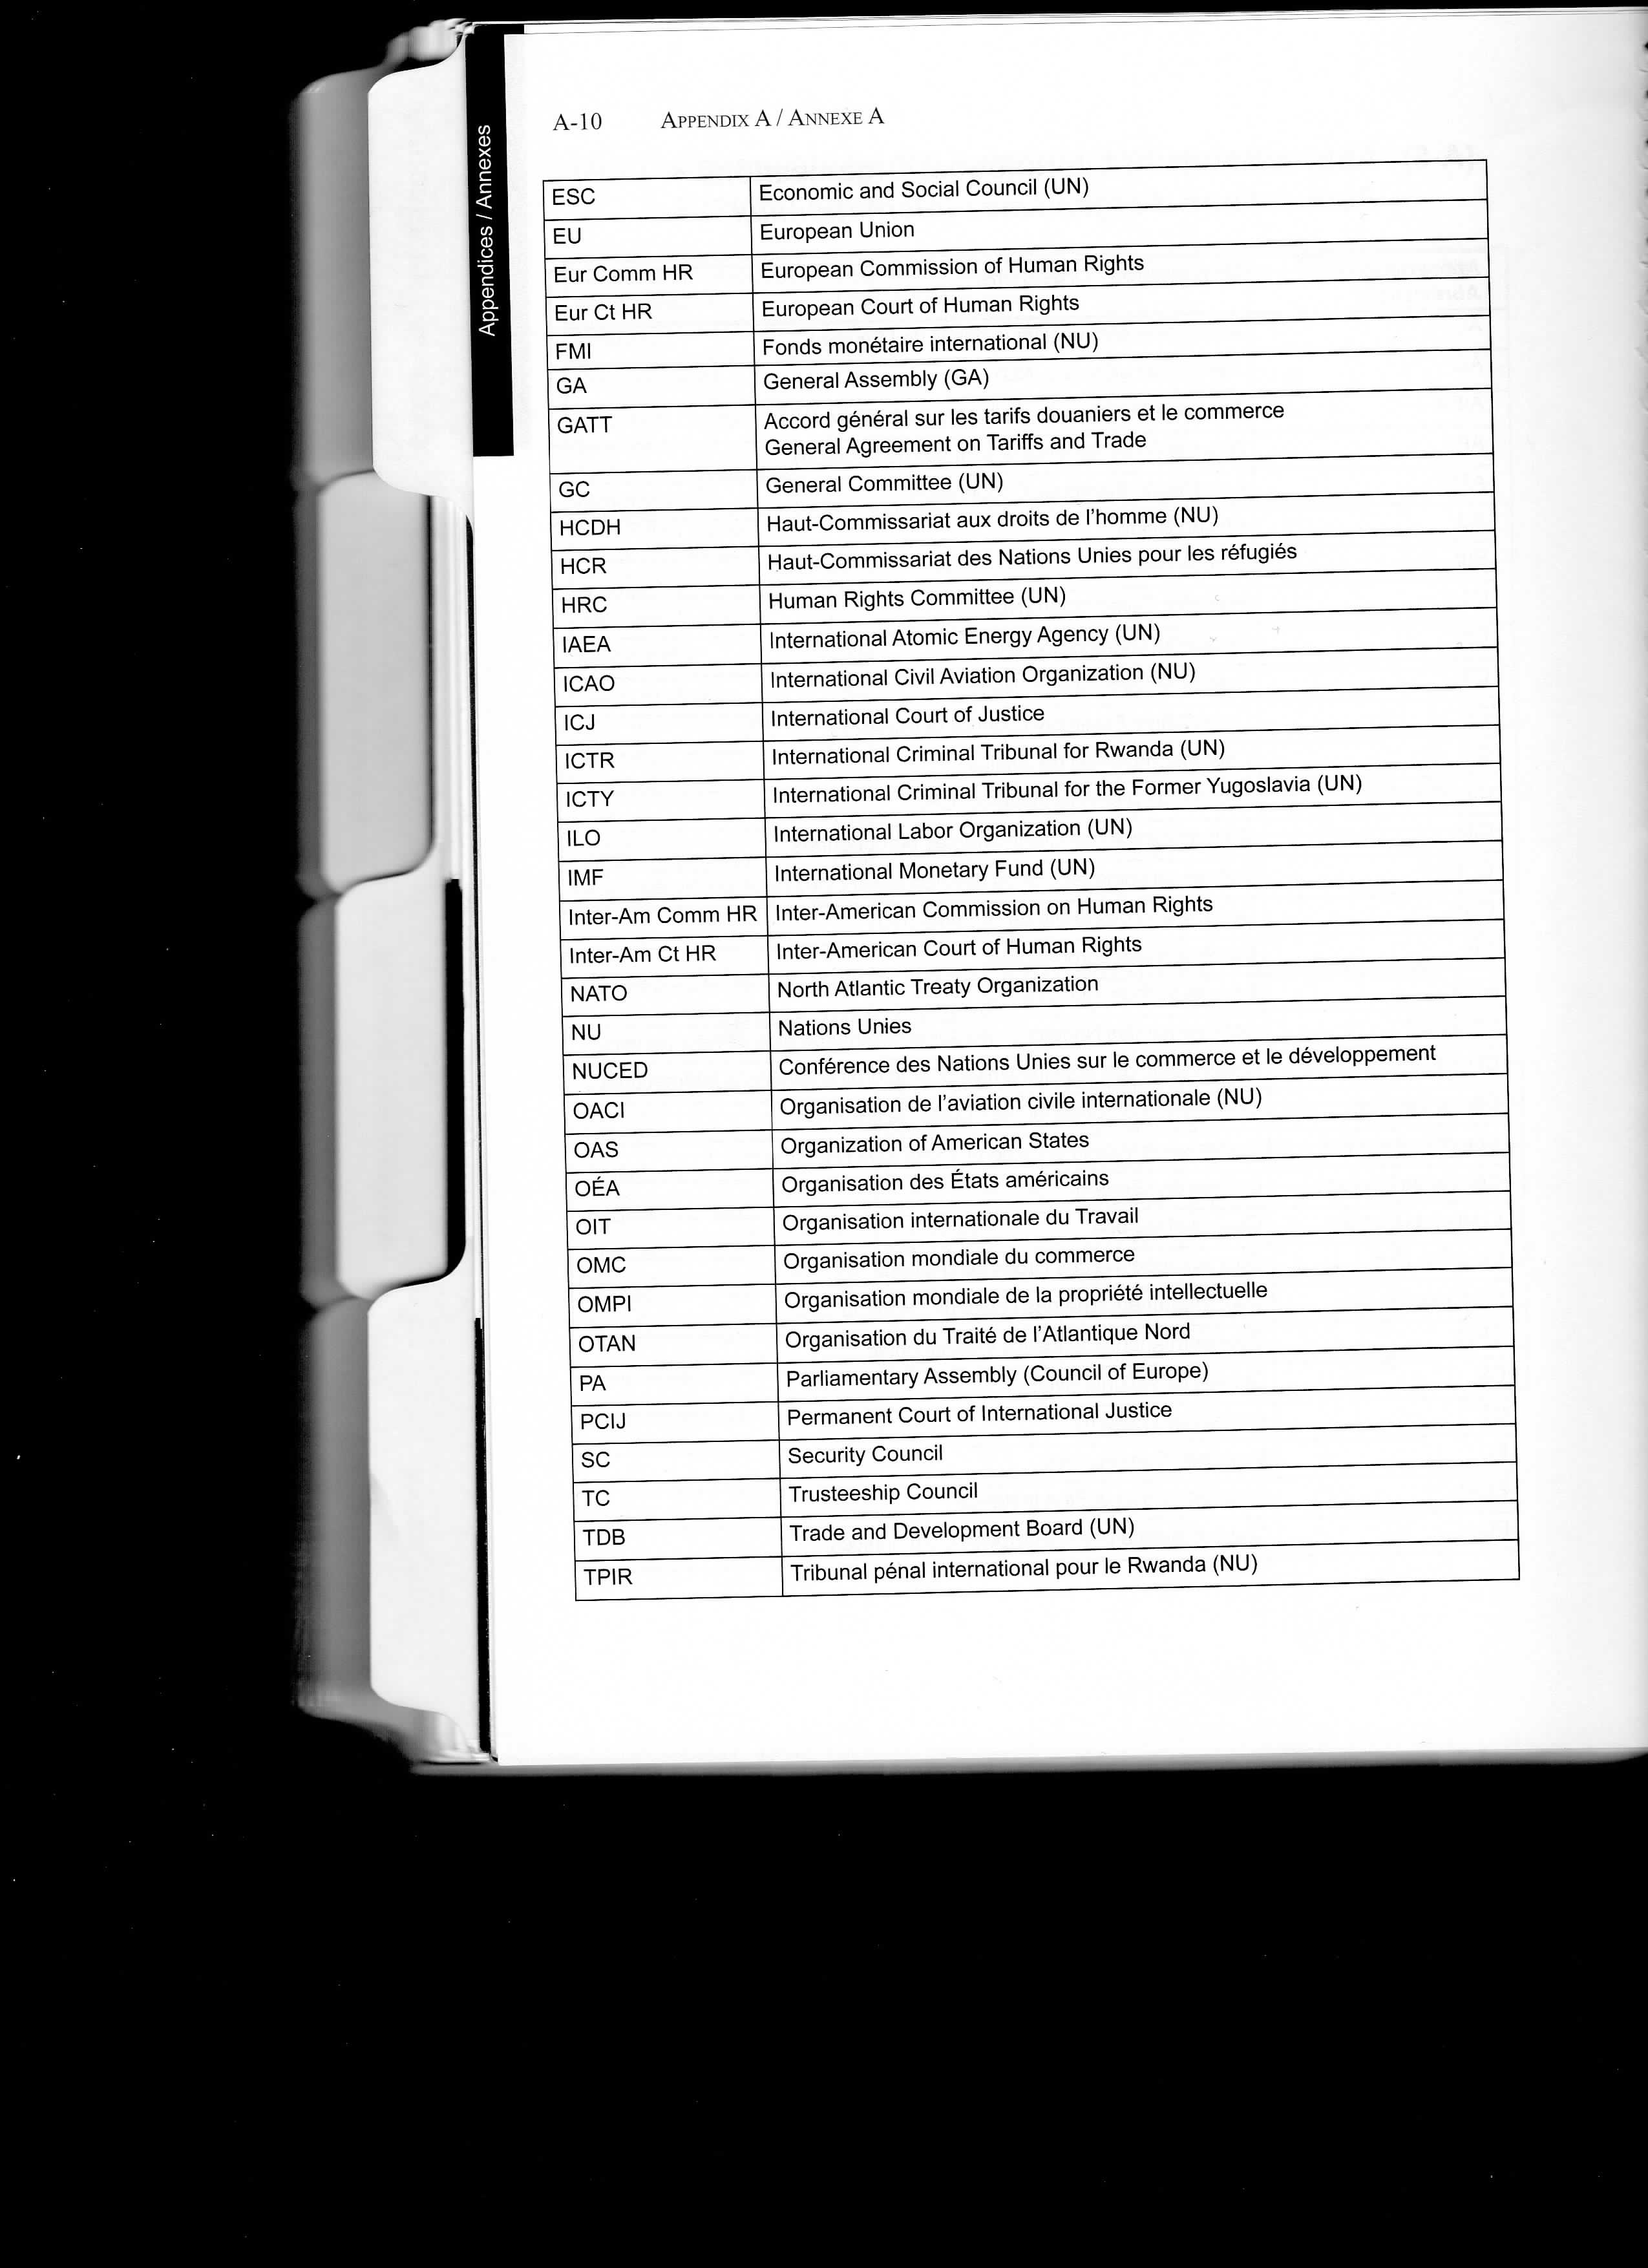 Appendices / Annexes
A-10 APPENDIX A / ANNEXE A
ESC Economic and Social Council (UN)
EU European Union
Eur Comm HR European Commission of Human Rights
Eur Ct HR European Court of Human Rights
FMI Fonds monétaire international (NU)
GA General Assembly (GA)
GATT Accord général sur les tarifs douaniers et le commerce
General Agreement on Tariffs and Trade
GC General Committee (UN)
HCDH Haut-Commissariat aux droits de l'homme (NU)
HCR Haut-Commissariat des Nations Unies pour les réfugiés
HRC Human Rights Committee (UN)
IAEA International Atomic Energy Agency (UN)
ICAO International Civil Aviation Organization (NU)
ICJ International Court of Justice
ICTR International Criminal Tribunal for Rwanda (UN)
ICTY International Criminal Tribunal for the Former Yugoslavia (UN)
ILO International Labor Organization (UN)
IMF International Monetary Fund (UN)
Inter-Am Comm HR Inter-American Commission on Human Rights
Inter-Am Ct HR Inter-American Court of Human Rights
NATO North Atlantic Treaty Organization
NU Nations Unies
NUCED Conférence des Nations Unies sur le commerce et le développement
OACI Organisation de l'aviation civile internationale (NU)
OAS Organization of American States
OÉA Organisation des États américains
OIT Organisation internationale du Travail
OMC Organisation mondiale du commerce
OMPI Organisation mondiale de la propriété intellectuelle
OTAN Organisation du Traité de l'Atlantique Nord
PA Parliamentary Assembly (Council of Europe)
PCIJ Permanent Court of International Justice
SC Security Council
TC Trusteeship Council
TDB Trade and Development Board (UN)
TPIR Tribunal pénal international pour le Rwanda (NU)